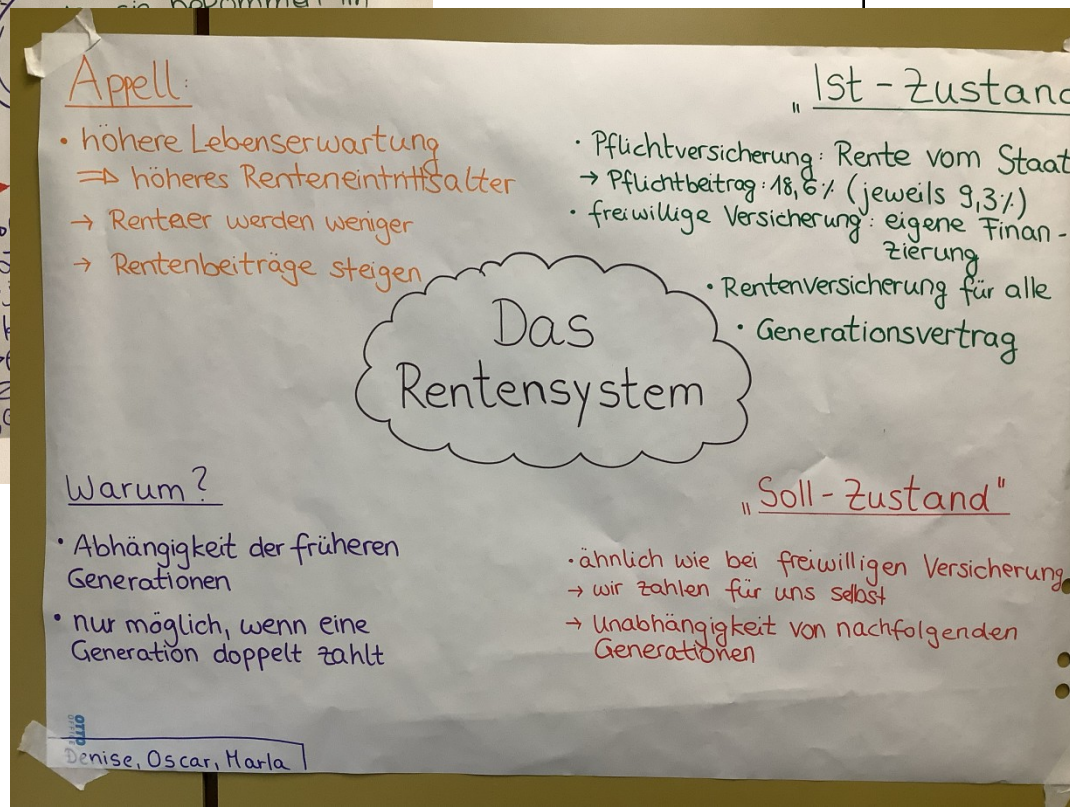 Appell:
• höhere Lebenserwartung
⇒ höheres Renteneintrittsalter
→ Rentner werden weniger
→ Rentenbeiträge steigen
„Ist-Zustand
• Pflichtversicherung: Rente vom Staat
→ Pflichtbeitrag: 18,6% (jeweils 9,3%)
• freiwillige Versicherung: eigene Finan-
zierung
• Rentenversicherung für alle
• Generationsvertrag
Das
Rentensystem
Warum?
• Abhängigkeit der früheren
Generationen
• nur möglich, wenn eine
Generation doppelt zahlt
„Soll-Zustand"
• ähnlich wie bei freiwilligen Versicherung
→ wir zahlen für uns selbst
→ Unabhängigkeit von nachfolgenden
Generationen
OTTO
Denise, Oscar, Marla